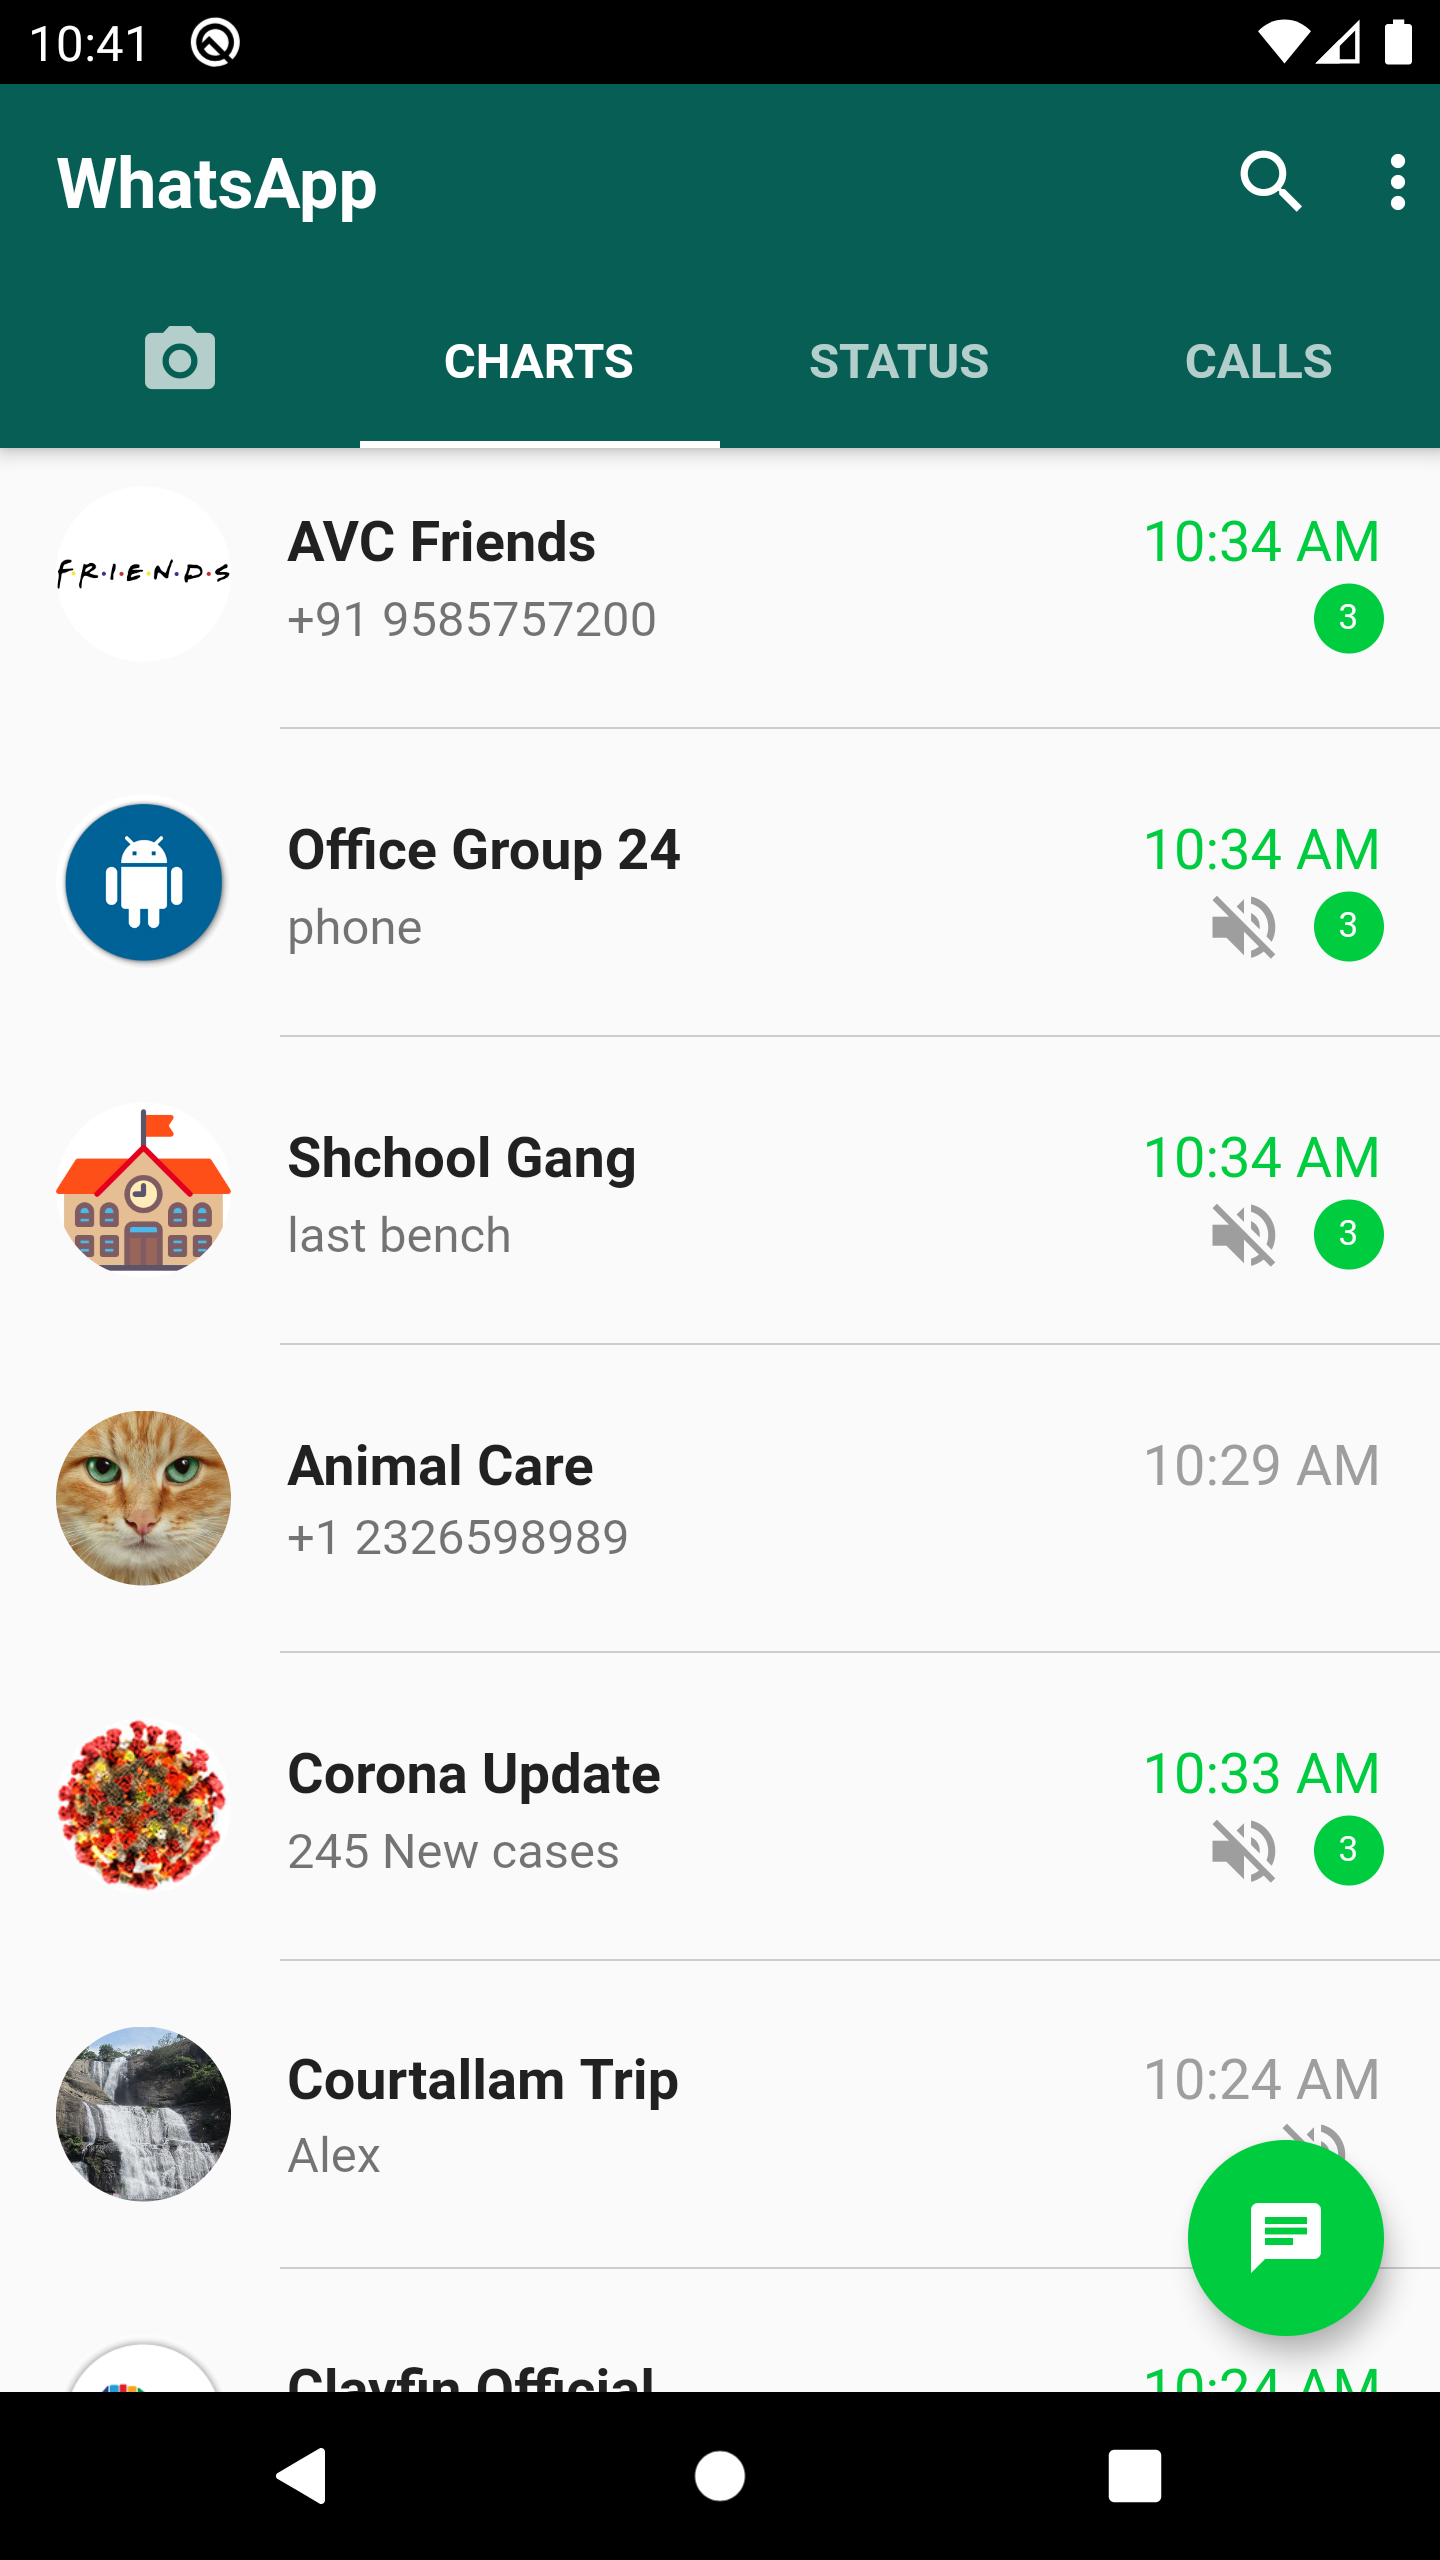 10:41
WhatsApp
CHARTS STATUS CALLS
F·R·I·E·N·D·S
AVC Friends 10:34 AM
+91 9585757200 3
Office Group 24 10:34 AM
phone 3
Shchool Gang 10:34 AM
last bench 3
Animal Care 10:29 AM
+1 2326598989
Corona Update 10:33 AM
245 New cases 3
Courtallam Trip 10:24 AM
Alex
Clayfin Official 10:24 AM